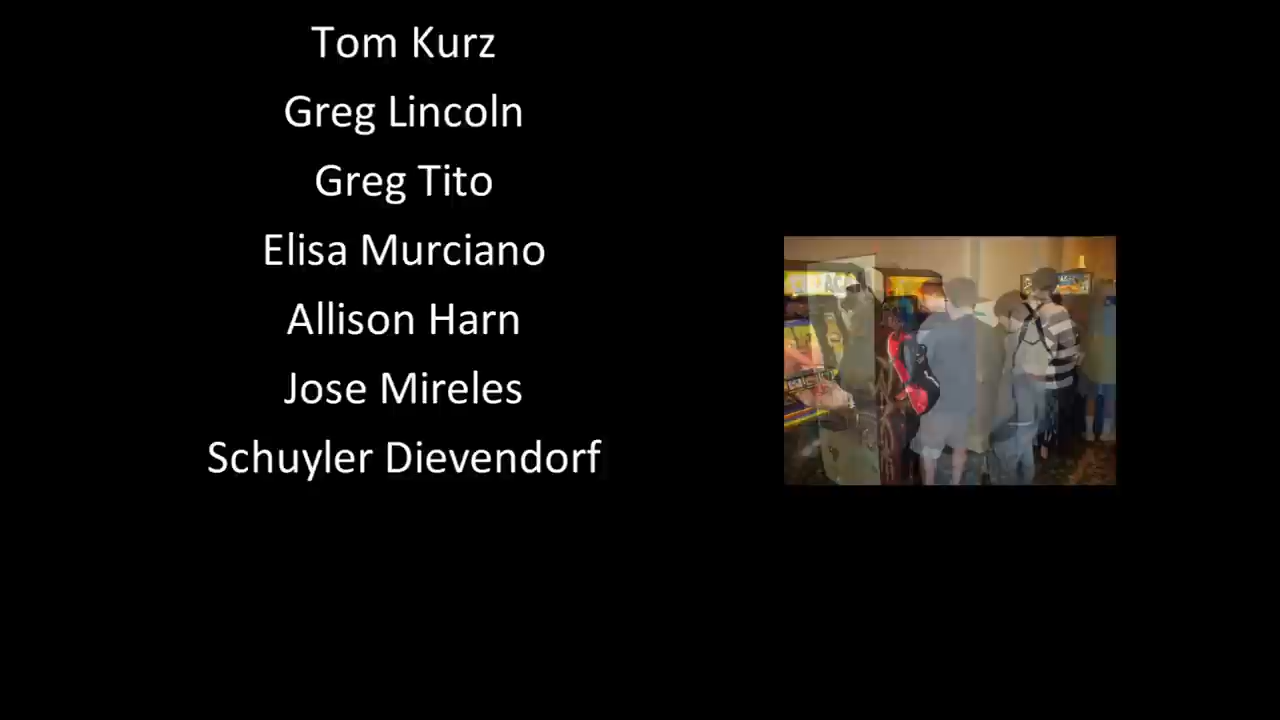 Tom Kurz
Greg Lincoln
Greg Tito
Elisa Murciano
Allison Harn
Jose Mireles
Schuyler Dievendorf